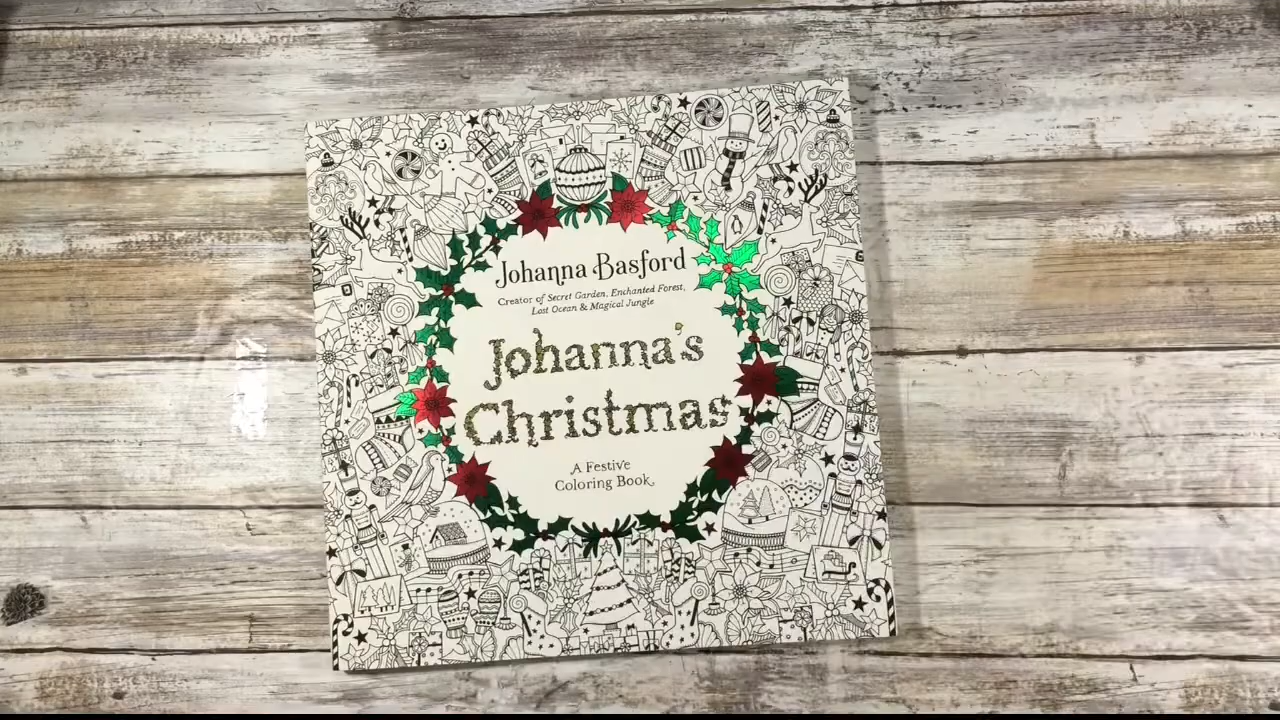 Johanna Basford
Creator of Secret Garden, Enchanted Forest,
Lost Ocean & Magical Jungle
Johanna's
Christmas
A Festive
Coloring Book